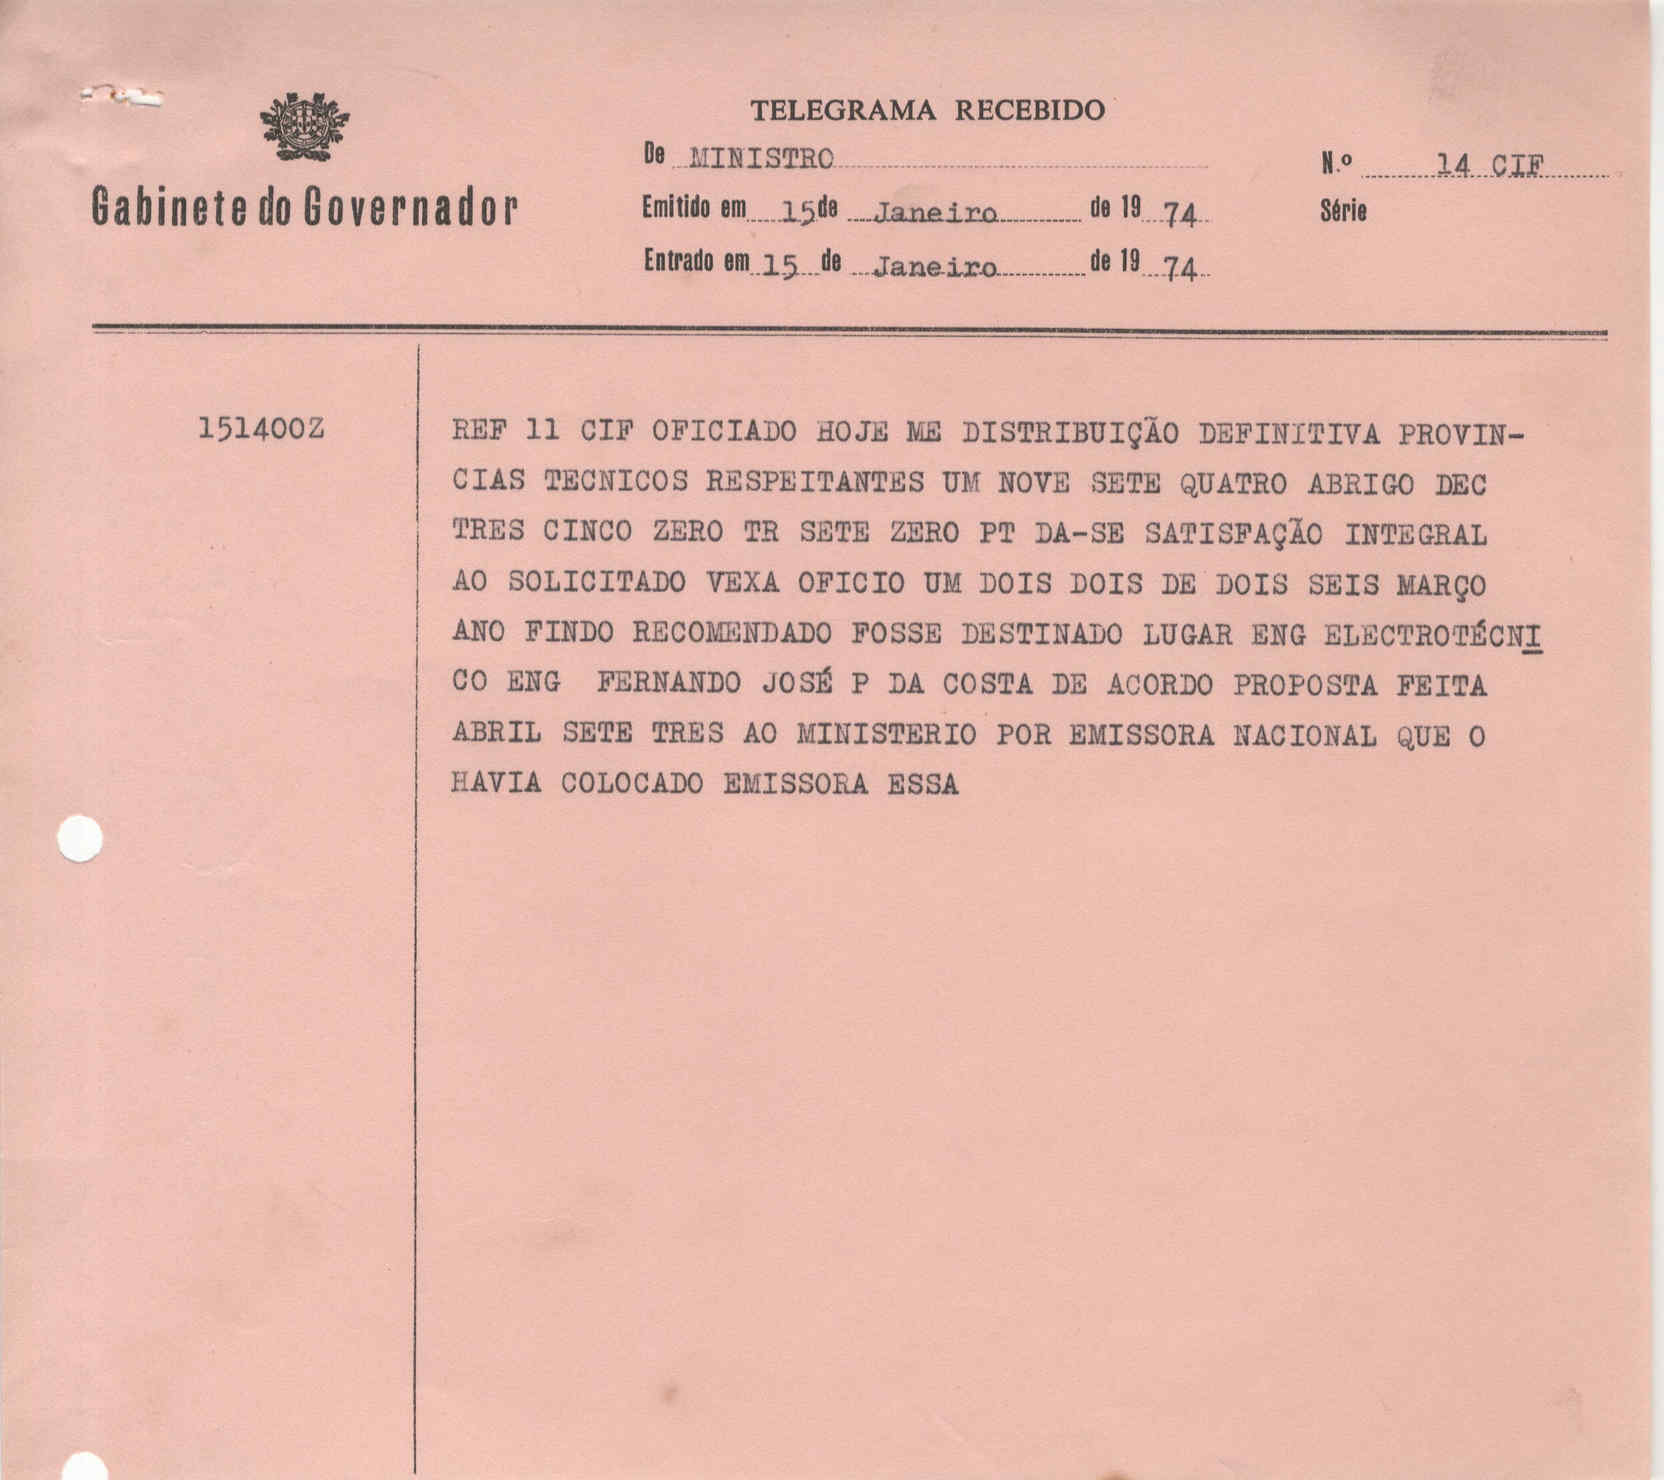 TELEGRAMA RECEBIDO
Gabinete do Governador
De MINISTRO
N.º 14 CIF
Emitido em 15 de Janeiro de 19 74
Série
Entrado em 15 de Janeiro de 19 74
151400Z
REF 11 CIF OFICIADO HOJE ME DISTRIBUIÇÃO DEFINITIVA PROVIN-
CIAS TECNICOS RESPEITANTES UM NOVE SETE QUATRO ABRIGO DEC
TRES CINCO ZERO TR SETE ZERO PT DA-SE SATISFAÇÃO INTEGRAL
AO SOLICITADO VEXA OFICIO UM DOIS DOIS DE DOIS SEIS MARÇO
ANO FINDO RECOMENDADO FOSSE DESTINADO LUGAR ENG ELECTROTÉCNI
CO ENG FERNANDO JOSÉ P DA COSTA DE ACORDO PROPOSTA FEITA
ABRIL SETE TRES AO MINISTERIO POR EMISSORA NACIONAL QUE O
HAVIA COLOCADO EMISSORA ESSA